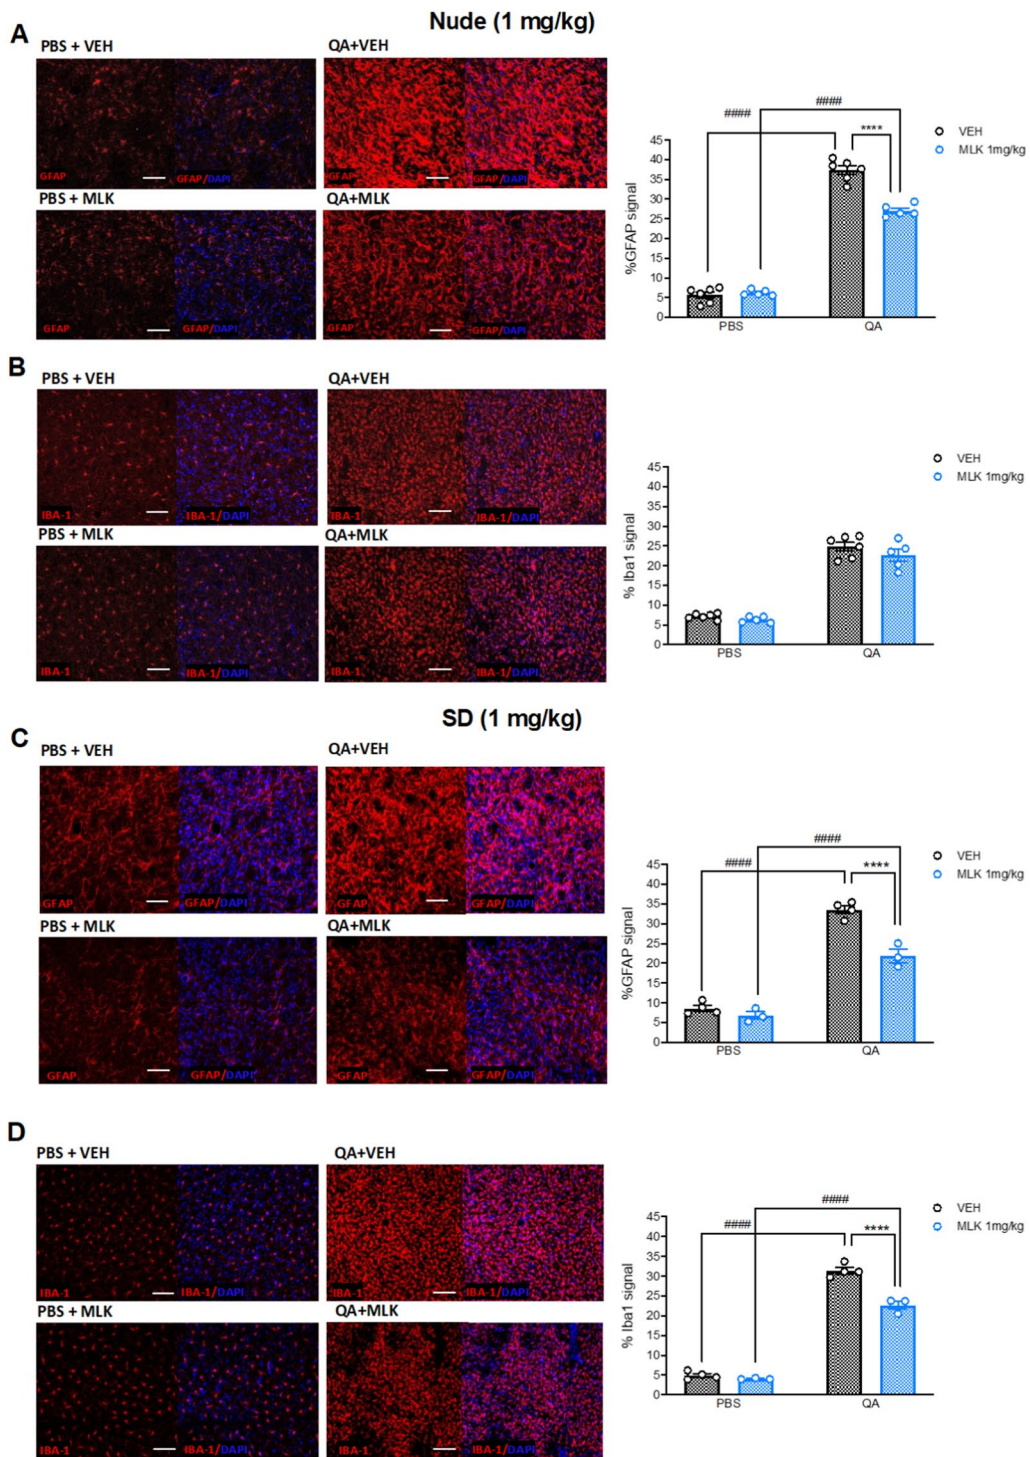 Nude (1 mg/kg)
A
PBS + VEH
QA+VEH
GFAP
GFAP/DAPI
GFAP
GFAP/DAPI
PBS + MLK
QA+MLK
GFAP
GFAP/DAPI
GFAP
GFAP/DAPI
####
####
****
VEH
MLK 1mg/kg
%GFAP signal
45
40
35
30
25
20
15
10
5
0
PBS
QA
B
PBS + VEH
QA+VEH
IBA-1
IBA-1/DAPI
IBA-1
IBA-1/DAPI
PBS + MLK
QA+MLK
IBA-1
IBA-1/DAPI
IBA-1
IBA-1/DAPI
VEH
MLK 1mg/kg
% Iba1 signal
45
40
35
30
25
20
15
10
5
0
PBS
QA
SD (1 mg/kg)
C
PBS + VEH
QA+VEH
GFAP
GFAP/DAPI
GFAP
GFAP/DAPI
PBS + MLK
QA+MLK
GFAP
GFAP/DAPI
GFAP
GFAP/DAPI
####
####
****
VEH
MLK 1mg/kg
%GFAP signal
45
40
35
30
25
20
15
10
5
0
PBS
QA
D
PBS + VEH
QA+VEH
IBA-1
IBA-1/DAPI
IBA-1
IBA-1/DAPI
PBS + MLK
QA+MLK
IBA-1
IBA-1/DAPI
IBA-1
IBA-1/DAPI
####
####
****
VEH
MLK 1mg/kg
% Iba1 signal
45
40
35
30
25
20
15
10
5
0
PBS
QA